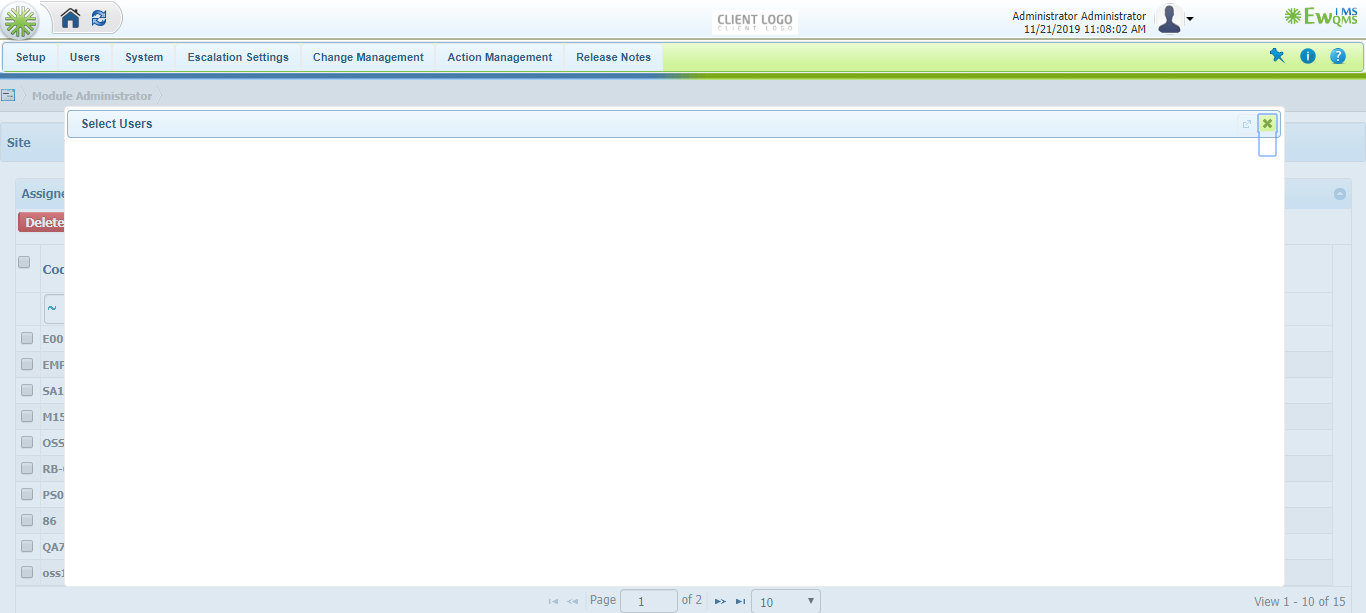 CLIENT LOGO
CLIENT LOGO
Administrator Administrator
11/21/2019 11:08:02 AM
EwQMS
iMS
Setup Users System Escalation Settings Change Management Action Management Release Notes
Module Administrator
Select Users
Site
Assigne
Delete
Cod
~
E00
EMP
SA1
M15
OSS
RB-
PS0
86
QA7
oss1
Page 1 of 2 10 View 1 - 10 of 15